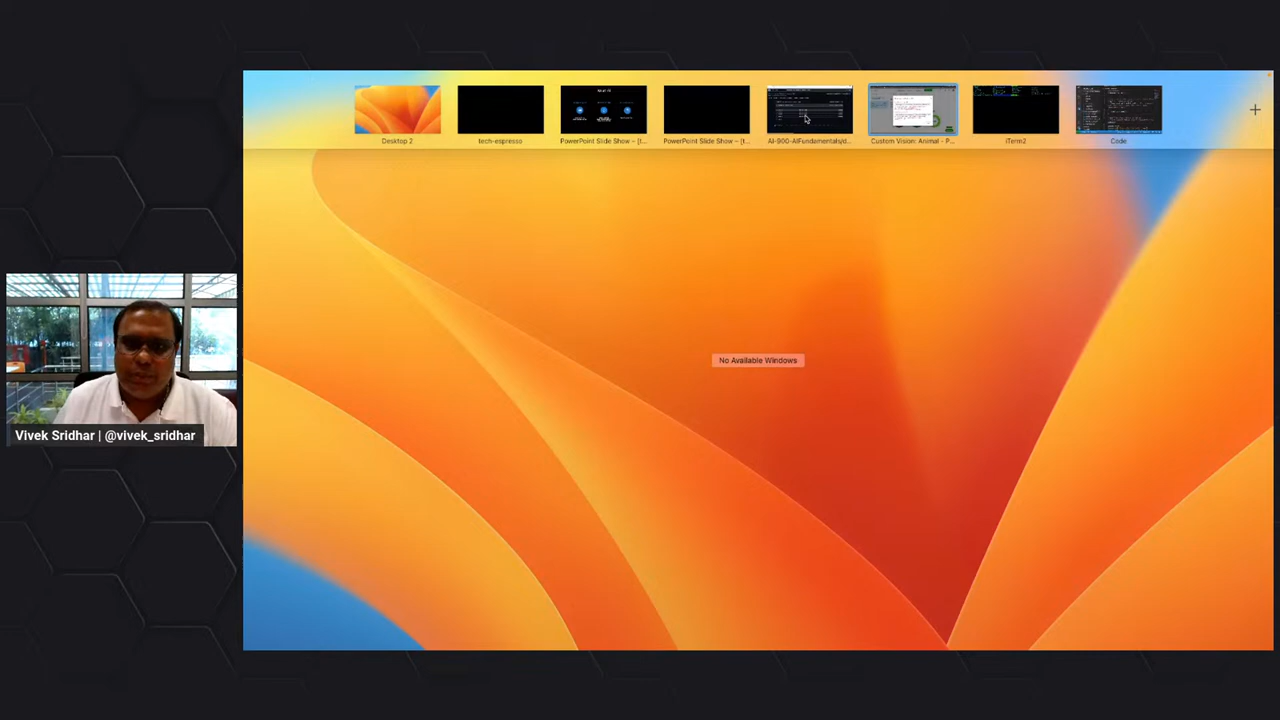 Desktop 2
tech-espresso
PowerPoint Slide Show – [t...
PowerPoint Slide Show – [t...
AI-900-AIFundamentals/d...
Custom Vision: Animal - P...
iTerm2
Code
No Available Windows
Vivek Sridhar | @vivek_sridhar